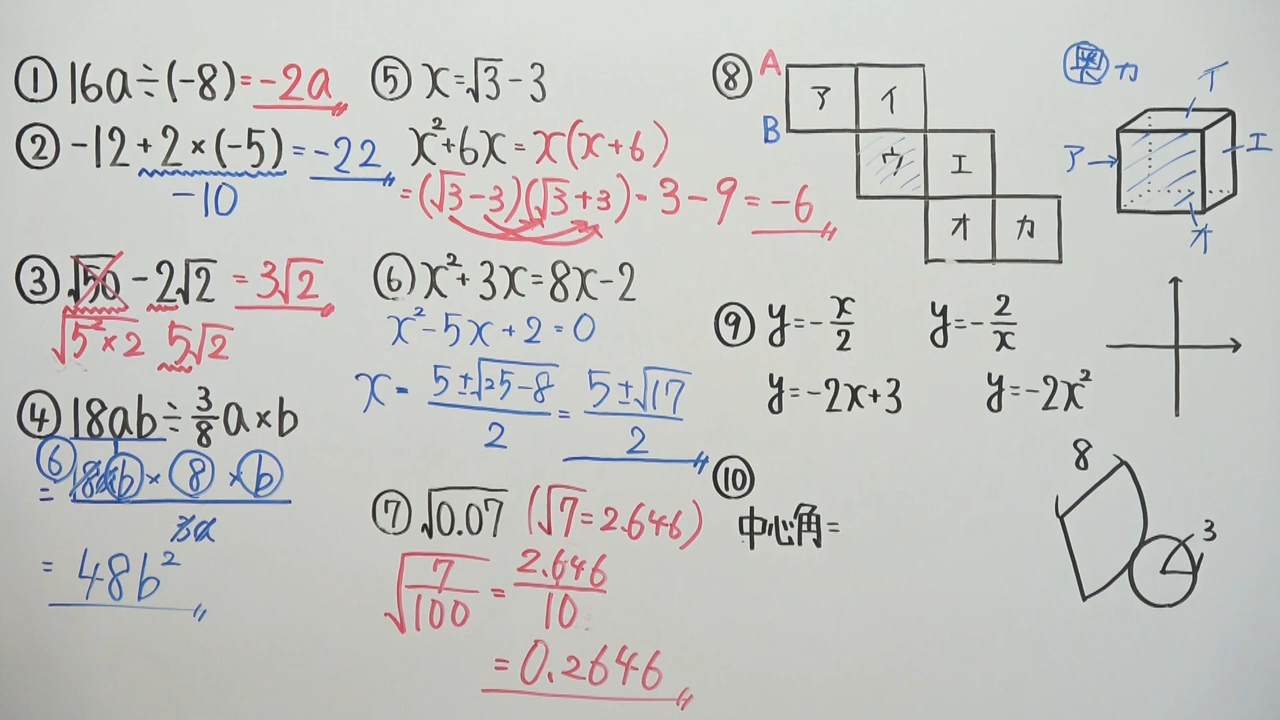 ① 16a÷(-8)=-2a
② -12+2×(-5)=-22
-10
③ √50-2√2=3√2
√5²×2 5√2
④ 18ab÷3/8a×b
⑥
= 18ab×8×b/3a
= 48b²
⑤ x=√3-3
x²+6x=x(x+6)
=(√3-3)(√3+3)=3-9=-6
⑥ x²+3x=8x-2
x²-5x+2=0
x=5±√25-8/2=5±√17/2
⑦ √0.07 (√7=2.646)
√7/100=2.646/10
=0.2646
⑧ A
B
ア イ
ウ エ
オ カ
奥 カ
イ
ア エ
オ
⑨ y=-x/2 y=-2/x
y=-2x+3 y=-2x²
⑩
中心角=
8
3